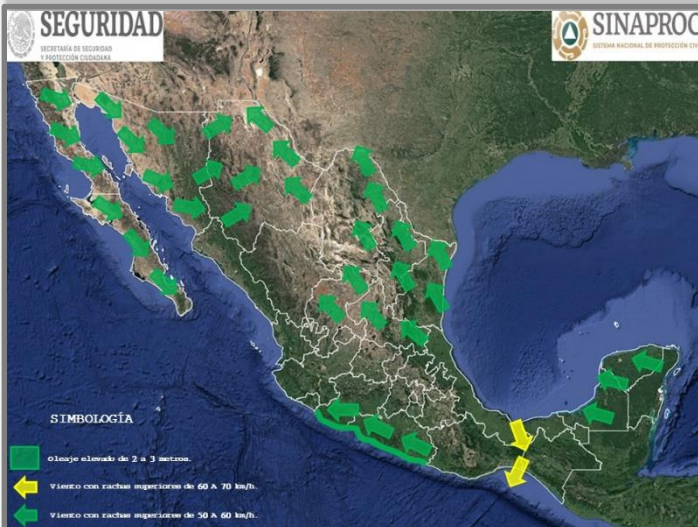 SEGURIDAD
SECRETARÍA DE SEGURIDAD
Y PROTECCIÓN CIUDADANA
SINAPROC
SISTEMA NACIONAL DE PROTECCIÓN CIV
SIMBOLOGÍA
Oleaje elevado de 2 a 3 metros.
Viento con rachas superiores de 60 A 70 km/h.
Viento con rachas superiores de 50 A 60 km/h.